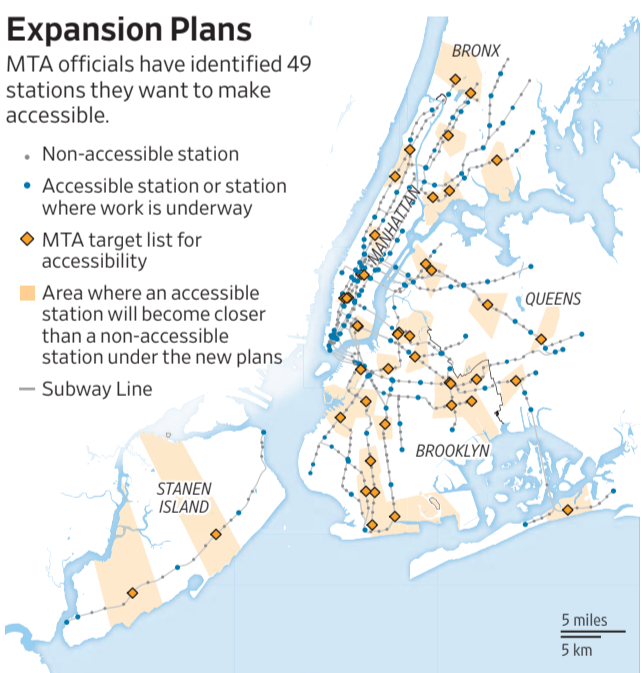 Expansion Plans
MTA officials have identified 49
stations they want to make
accessible.
Non-accessible station
Accessible station or station
where work is underway
MTA target list for
accessibility
Area where an accessible
station will become closer
than a non-accessible
station under the new plans
Subway Line
BRONX
MANHATTAN
QUEENS
BROOKLYN
STANEN
ISLAND
5 miles
5 km